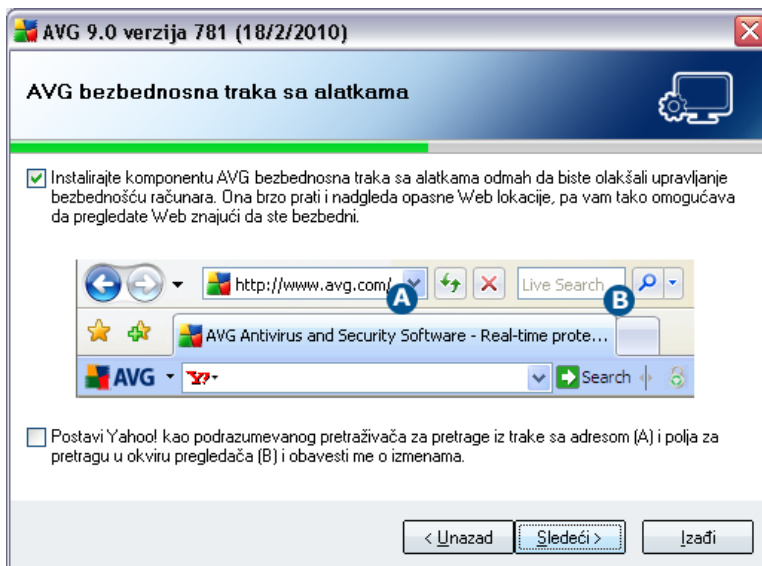 AVG 9.0 verzija 781 (18/2/2010)
AVG bezbednosna traka sa alatkama
Instalirajte komponentu AVG bezbednosna traka sa alatkama odmah da biste olakšali upravljanje
bezbednošću računara. Ona brzo prati i nadgleda opasne Web lokacije, pa vam tako omogućava
da pregledate Web znajući da ste bezbedni.
http://www.avg.com/ A Live Search B
AVG Antivirus and Security Software - Real-time prote...
AVG Y! Search
Postavi Yahoo! kao podrazumevanog pretraživača za pretrage iz trake sa adresom (A) i polja za
pretragu u okviru pregledača (B) i obavesti me o izmenama.
< Unazad Sledeći > Izađi